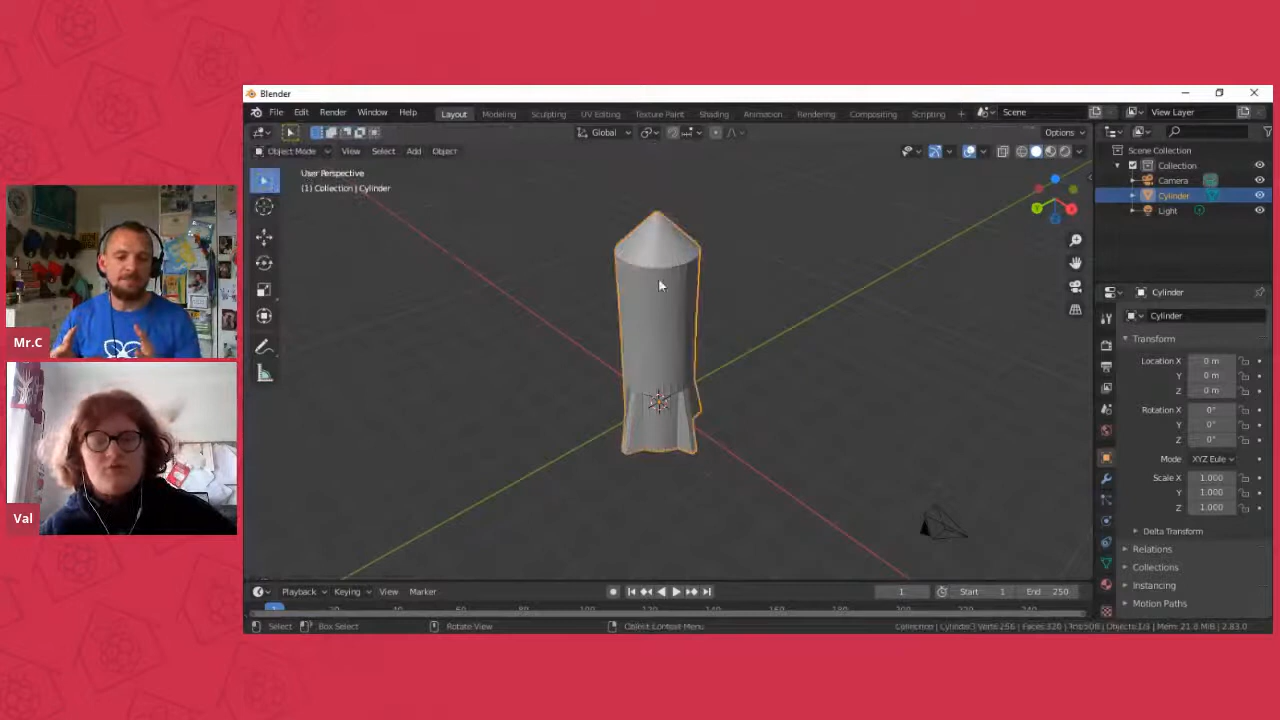 Blender
File Edit Render Window Help Layout Modeling Sculpting UV Editing Texture Paint Shading Animation Rendering Compositing Scripting + Scene View Layer
Global Options
Object Mode View Select Add Object
User Perspective
(1) Collection | Cylinder
Scene Collection
Collection
Camera
Cylinder
Light
Cylinder
Cylinder
Transform
Location X 0 m
Y 0 m
Z 0 m
Rotation X 0°
Y 0°
Z 0°
Mode XYZ Eule
Scale X 1.000
Y 1.000
Z 1.000
Delta Transform
Relations
Collections
Instancing
Motion Paths
Playback Keying View Marker 1 Start 1 End 250
Select Box Select Rotate View Object Context Menu
Mr.C
Val